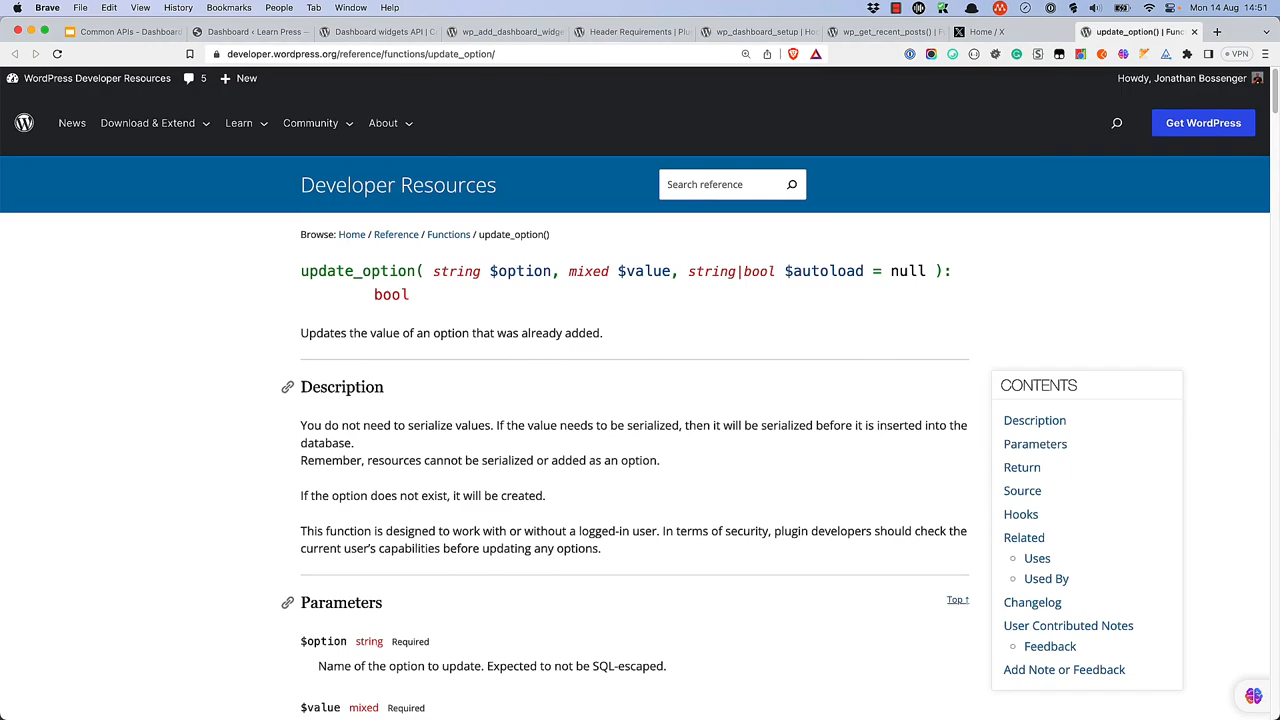 Brave File Edit View History Bookmarks People Tab Develop Window Help Mon 14 Aug 14:51
Common APIs - Dashboard Dashboard ‹ Learn Press — Dashboard widgets API | C wp_add_dashboard_widge Header Requirements | Plu wp_dashboard_setup | Hoo wp_get_recent_posts() | Fu Home / X update_option() | Func
developer.wordpress.org/reference/functions/update_option/ VPN
WordPress Developer Resources 5 New Howdy, Jonathan Bossenger
News Download & Extend Learn Community About Get WordPress
Developer Resources Search reference
Browse: Home / Reference / Functions / update_option()
update_option( string $option, mixed $value, string|bool $autoload = null ):
bool
Updates the value of an option that was already added.
Description
You do not need to serialize values. If the value needs to be serialized, then it will be serialized before it is inserted into the
database.
Remember, resources cannot be serialized or added as an option.
If the option does not exist, it will be created.
This function is designed to work with or without a logged-in user. In terms of security, plugin developers should check the
current user’s capabilities before updating any options.
Parameters Top ↑
$option string Required
Name of the option to update. Expected to not be SQL-escaped.
$value mixed Required
CONTENTS
Description
Parameters
Return
Source
Hooks
Related
Uses
Used By
Changelog
User Contributed Notes
Feedback
Add Note or Feedback